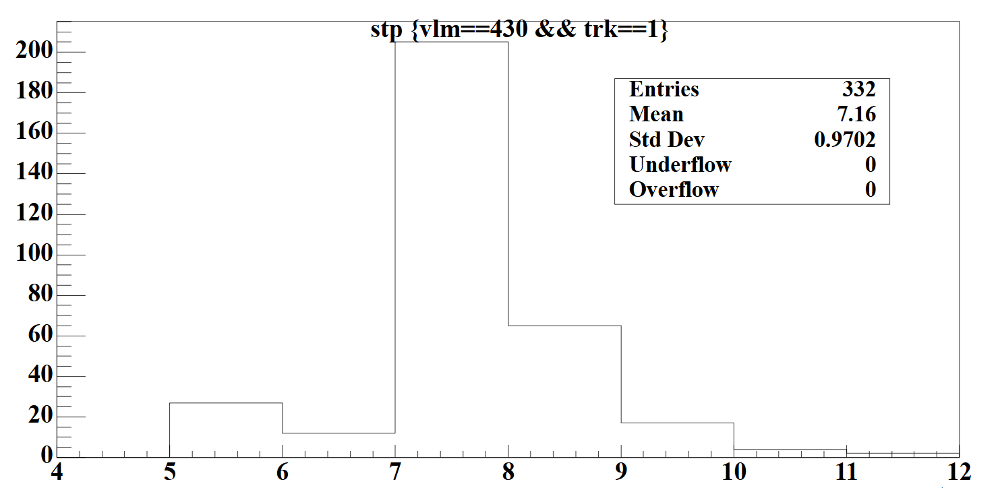 stp {vlm==430 && trk==1}
200
180
160
140
120
100
80
60
40
20
0
Entries 332
Mean 7.16
Std Dev 0.9702
Underflow 0
Overflow 0
4 5 6 7 8 9 10 11 12